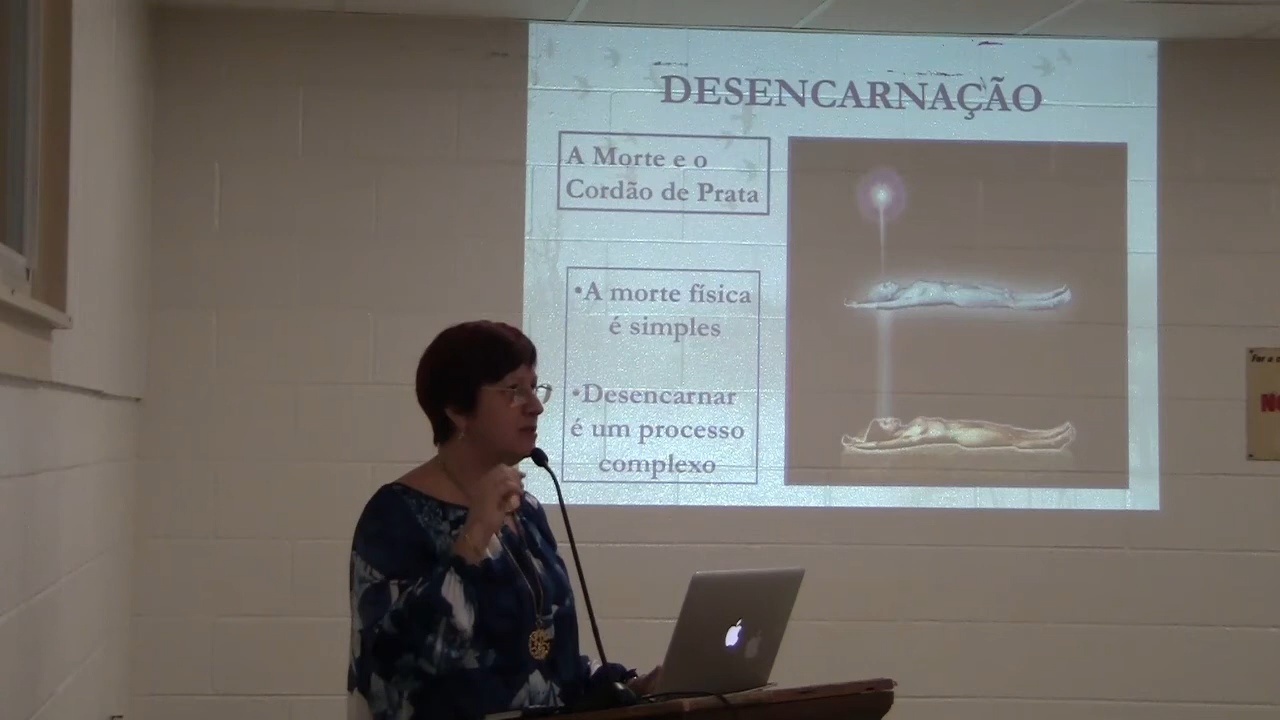 DESENCARNAÇÃO
A Morte e o
Cordão de Prata
•A morte física
é simples
•Desencarnar
é um processo
complexo